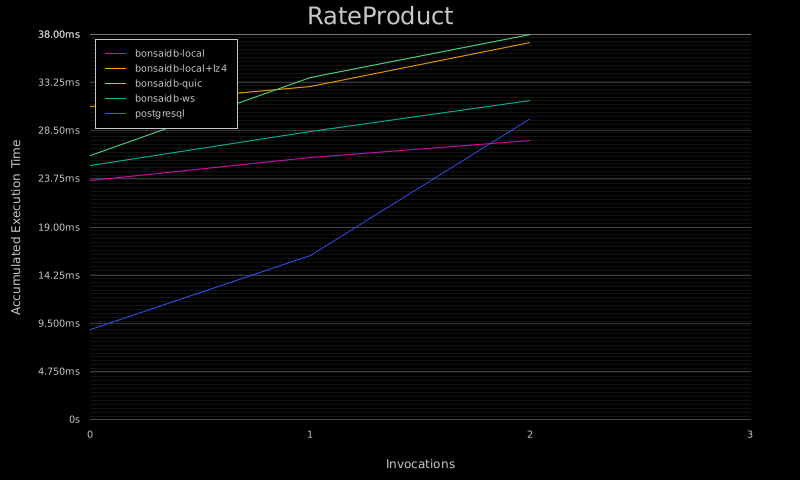 RateProduct
38.00ms
33.25ms
28.50ms
23.75ms
19.00ms
14.25ms
9.500ms
4.750ms
0s
Accumulated Execution Time
bonsaidb-local
bonsaidb-local+lz4
bonsaidb-quic
bonsaidb-ws
postgresql
0
1
2
3
Invocations